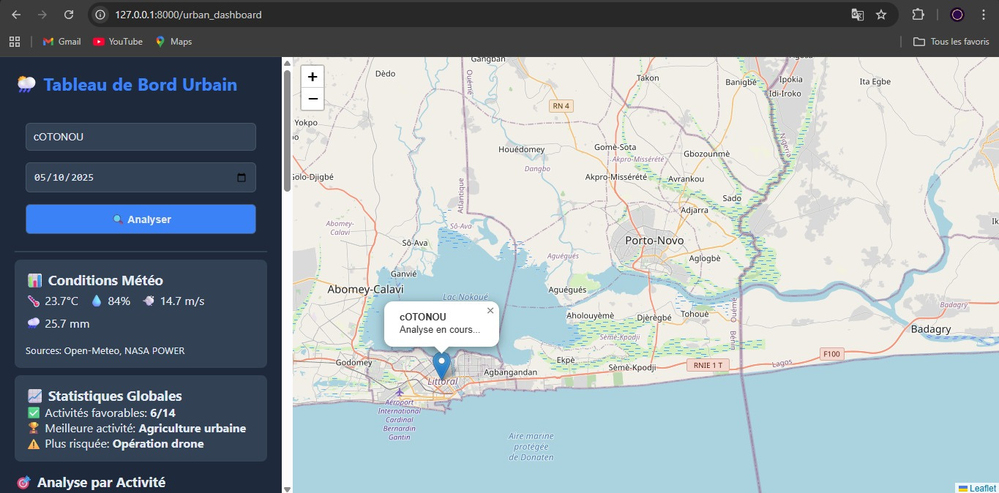 127.0.0.1:8000/urban_dashboard
Gmail
YouTube
Maps
Tous les favoris
Tableau de Bord Urbain
cOTONOU
05/10/2025
Analyser
Conditions Météo
23.7°C 84% 14.7 m/s
25.7 mm
Sources: Open-Meteo, NASA POWER
Statistiques Globales
Activités favorables: 6/14
Meilleure activité: Agriculture urbaine
Plus risquée: Opération drone
Analyse par Activité
+
−
Gangban
Dèdo
Ouémé
Takon
Banigbé
Ipokia
Idi-Iroko
Ita Egbe
RN 4
Yokpo
Houédomey
Dangbo
Gomè-Sota
Akpro-Missérété
Gbozounmè
Nigeria
Golo-Djigbé
Akpro-Missérété
Avrankou
Atlantique
Sado
Adjarra
Abomey-
Calavi
Sô-Ava
Sô-Ava
Porto-Novo
Aguégués
Aglogbè
Ganvié
Abomey-Calavi
Aguégués
Lac Nokoué
cOTONOU
Analyse en cours...
×
Aholouyèmè
Djèrègbé
Tohouè
Ouémé
Bénin
Badagry
Badagry
Sèmè-Kpodji
Godomey
Ekpè
Sèmè-Kpodji
RNIE 1 T
Lagos
F100
Agbangandan
Littoral
Aéroport
International
Cardinal
Bernardin
Gantin
Aire marine
protégée
de Donaten
Leaflet